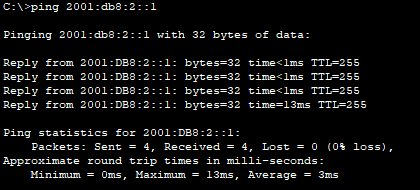 C:\>ping 2001:db8:2::1
Pinging 2001:db8:2::1 with 32 bytes of data:
Reply from 2001:DB8:2::1: bytes=32 time<1ms TTL=255
Reply from 2001:DB8:2::1: bytes=32 time<1ms TTL=255
Reply from 2001:DB8:2::1: bytes=32 time<1ms TTL=255
Reply from 2001:DB8:2::1: bytes=32 time=13ms TTL=255
Ping statistics for 2001:DB8:2::1:
Packets: Sent = 4, Received = 4, Lost = 0 (0% loss),
Approximate round trip times in milli-seconds:
Minimum = 0ms, Maximum = 13ms, Average = 3ms